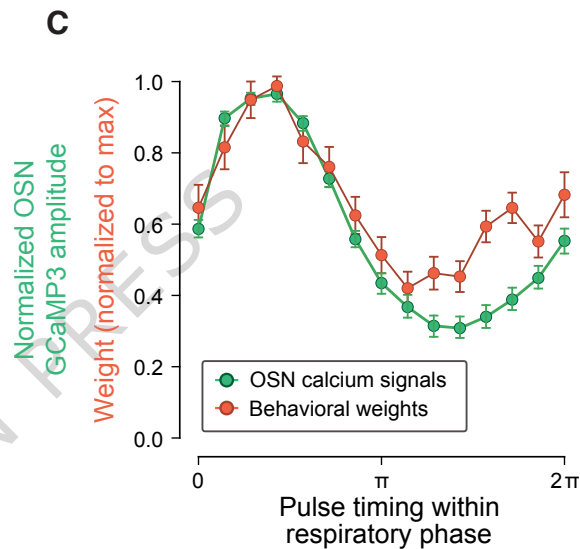 C
Normalized OSN
GCaMP3 amplitude
Weight (normalized to max)
1.0
0.8
0.6
0.4
0.2
0.0
OSN calcium signals
Behavioral weights
0
π
2π
Pulse timing within
respiratory phase
N PRESS